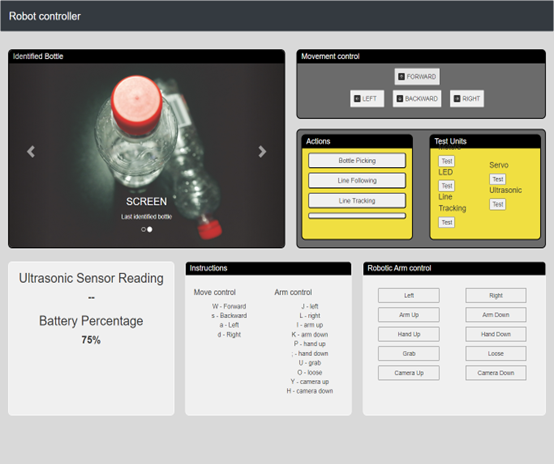 Robot controller
Identified Bottle
SCREEN
Last identified bottle
Movement control
FORWARD
LEFT
BACKWARD
RIGHT
Actions
Bottle Picking
Line Following
Line Tracking
Test Units
Test
LED
Test
Line
Tracking
Test
Servo
Test
Ultrasonic
Test
Ultrasonic Sensor Reading
--
Battery Percentage
75%
Instructions
Move control
W - Forward
s - Backward
a - Left
d - Right
Arm control
J - left
L - right
I - arm up
K - arm down
P - hand up
; - hand down
U - grab
O - loose
Y - camera up
H - camera down
Robotic Arm control
Left
Right
Arm Up
Arm Down
Hand Up
Hand Down
Grab
Loose
Camera Up
Camera Down